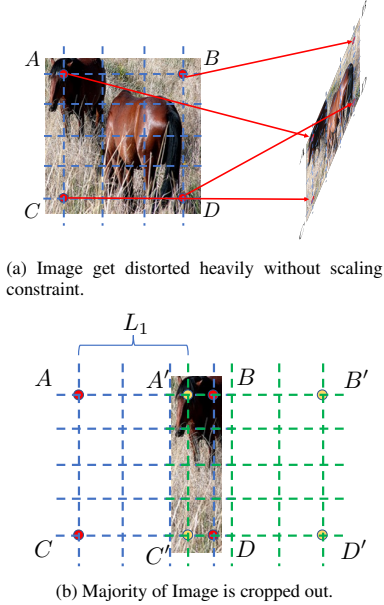 A B
C D
(a) Image get distorted heavily without scaling
constraint.
L1
A A′ B B′
C C′ D D′
(b) Majority of Image is cropped out.